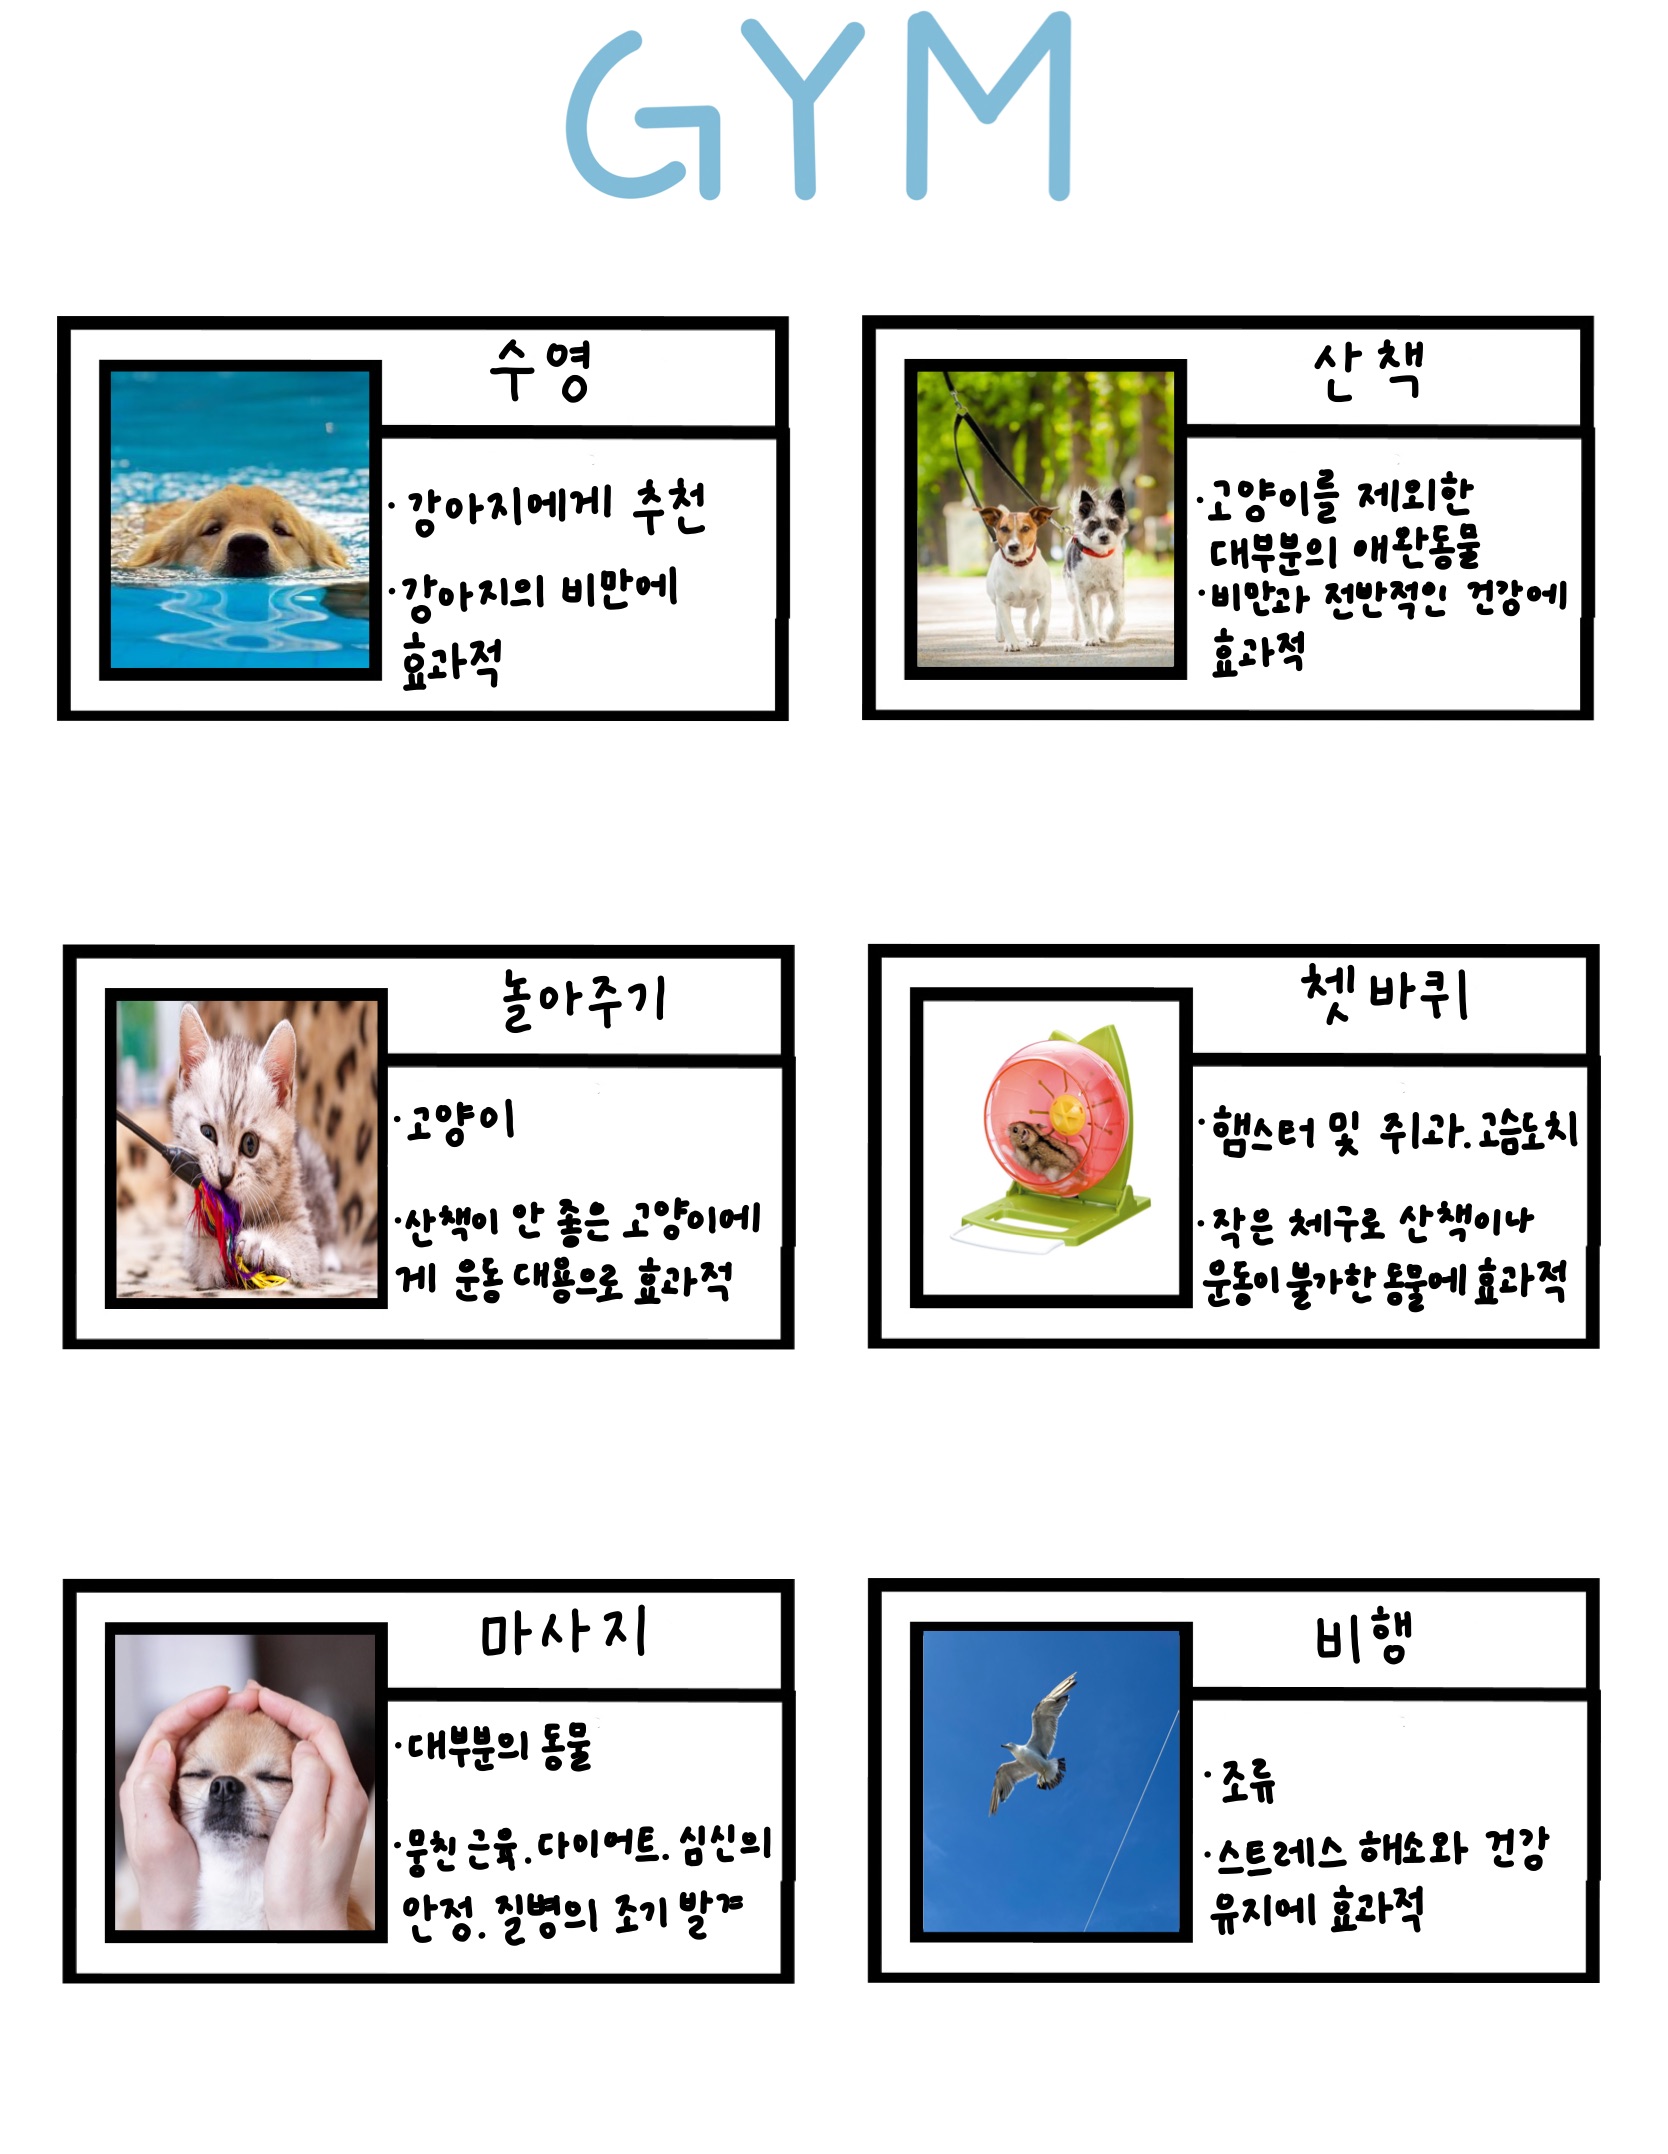 GYM
수영
· 강아지에게 추천
· 강아지의 비만에
효과적
산책
· 고양이를 제외한
대부분의 애완동물
· 비만과 전반적인 건강에
효과적
놀아주기
· 고양이
· 산책이 안 좋은 고양이에
게 운동 대용으로 효과적
쳇바퀴
· 햄스터 및 쥐과. 고슴도치
· 작은 체구로 산책이나
운동이 불가한 동물에 효과적
마사지
· 대부분의 동물
· 뭉친 근육. 다이어트. 심신의
안정. 질병의 조기 발견
비행
· 조류
· 스트레스 해소와 건강
유지에 효과적